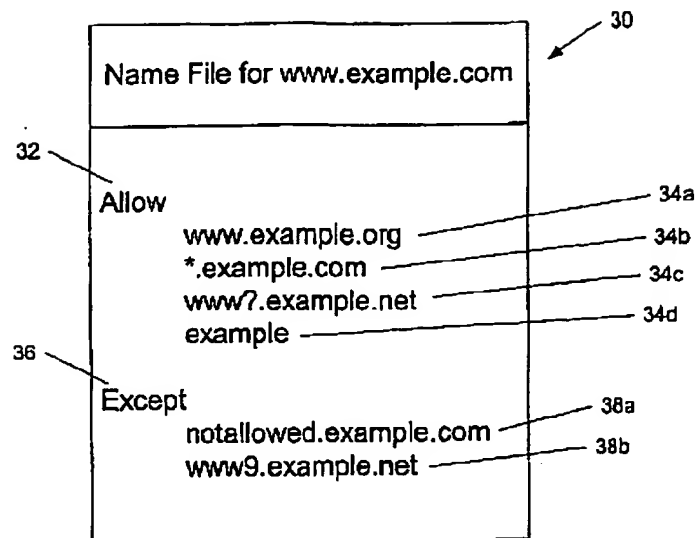 30
Name File for www.example.com
32
Allow
www.example.org 34a
*.example.com 34b
www?.example.net 34c
example 34d
36
Except
notallowed.example.com 38a
www9.example.net 38b